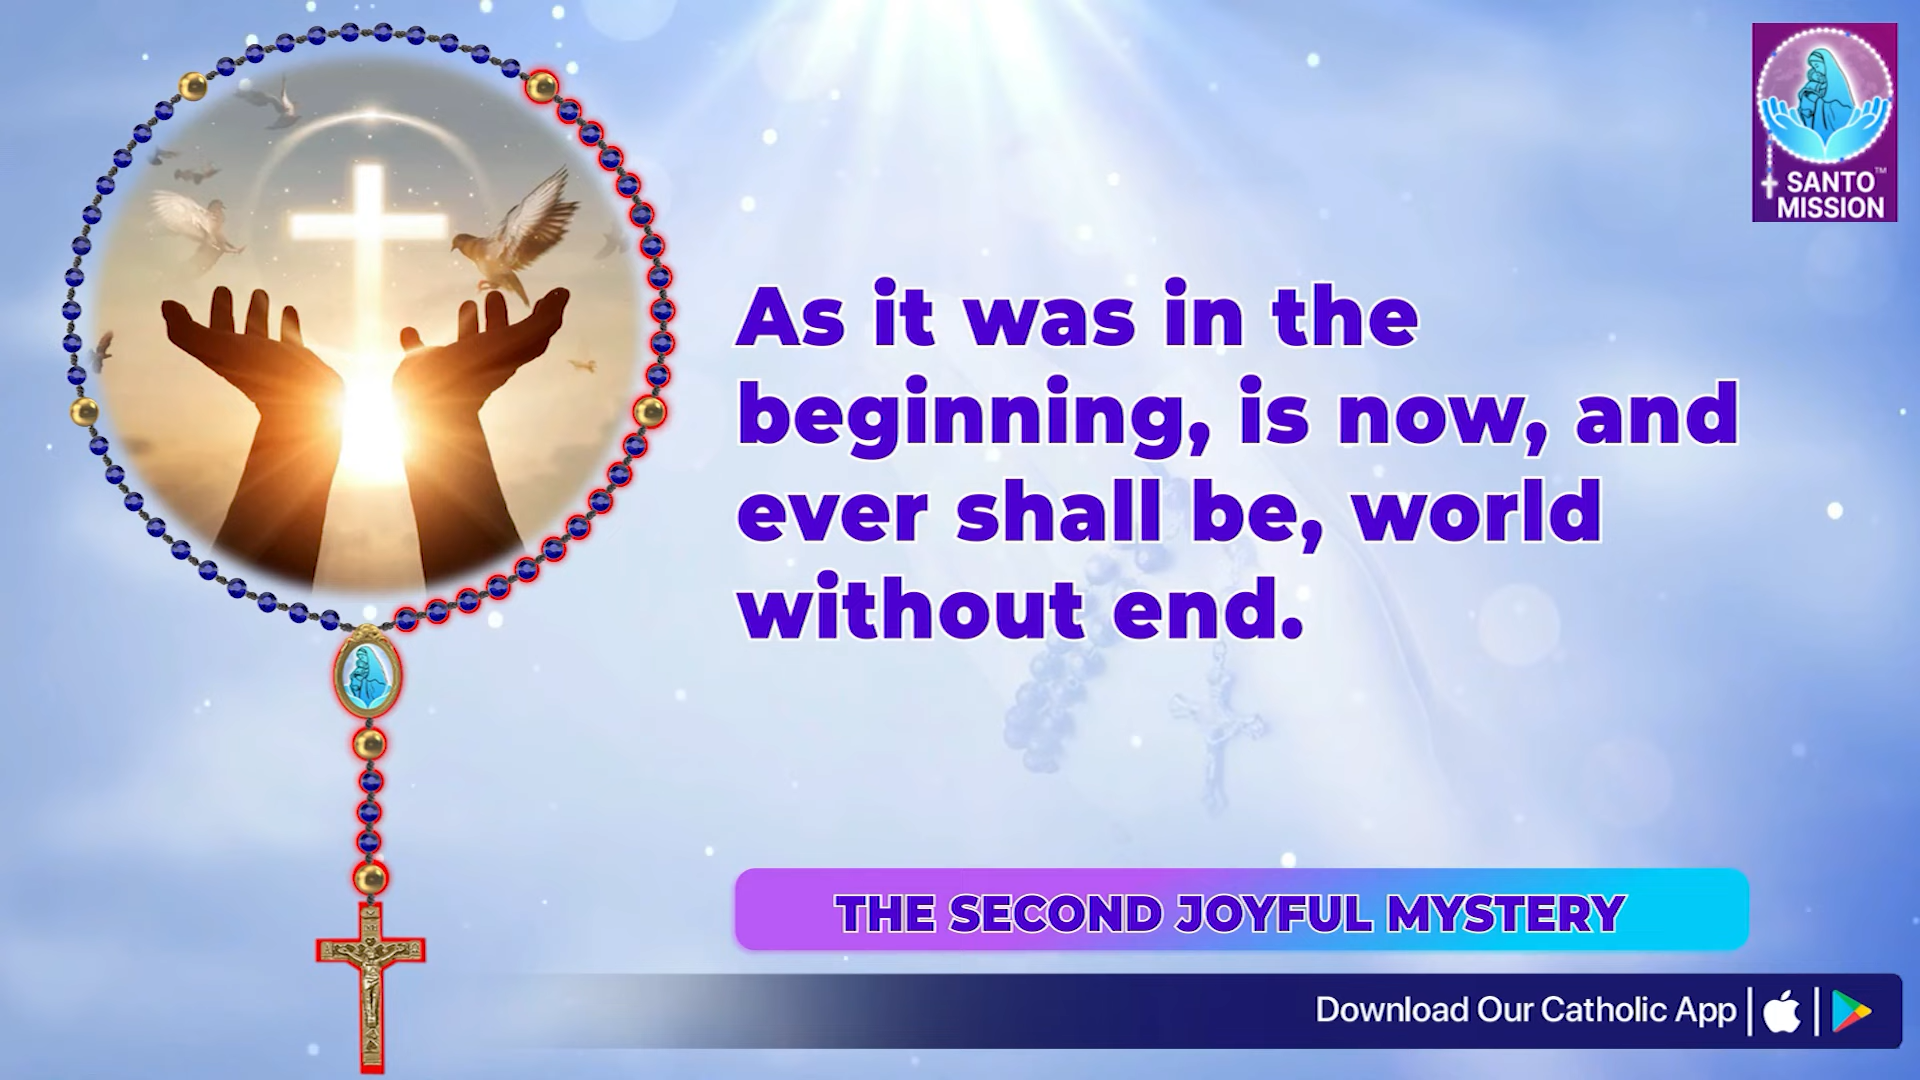 SANTO™
MISSION
As it was in the
beginning, is now, and
ever shall be, world
without end.
THE SECOND JOYFUL MYSTERY
Download Our Catholic App